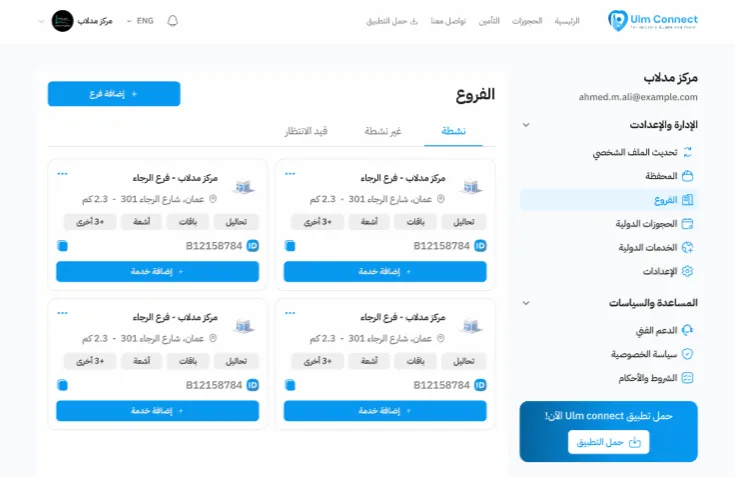 Ulm Connect
الرئيسية
الحجوزات
التأمين
تواصل معنا
حمل التطبيق
ENG
مركز مدلاب
مركز مدلاب
ahmed.m.ali@example.com
الإدارة والإعدادت
تحديث الملف الشخصي
المحفظة
الفروع
الحجوزات الدولية
الخدمات الدولية
الإعدادات
المساعدة والسياسات
الدعم الفني
سياسة الخصوصية
الشروط والأحكام
حمل تطبيق Ulm connect الآن!
حمل التطبيق
الفروع
+ إضافة فرع
نشطة
غير نشطة
قيد الانتظار
مركز مدلاب - فرع الرجاء
عمان، شارع الرجاء 301 - 2.3 كم
تحاليل باقات أشعة +3 أخرى
ID B12158784
+ إضافة خدمة
مركز مدلاب - فرع الرجاء
عمان، شارع الرجاء 301 - 2.3 كم
تحاليل باقات أشعة +3 أخرى
ID B12158784
+ إضافة خدمة
مركز مدلاب - فرع الرجاء
عمان، شارع الرجاء 301 - 2.3 كم
تحاليل باقات أشعة +3 أخرى
ID B12158784
+ إضافة خدمة
مركز مدلاب - فرع الرجاء
عمان، شارع الرجاء 301 - 2.3 كم
تحاليل باقات أشعة +3 أخرى
ID B12158784
+ إضافة خدمة